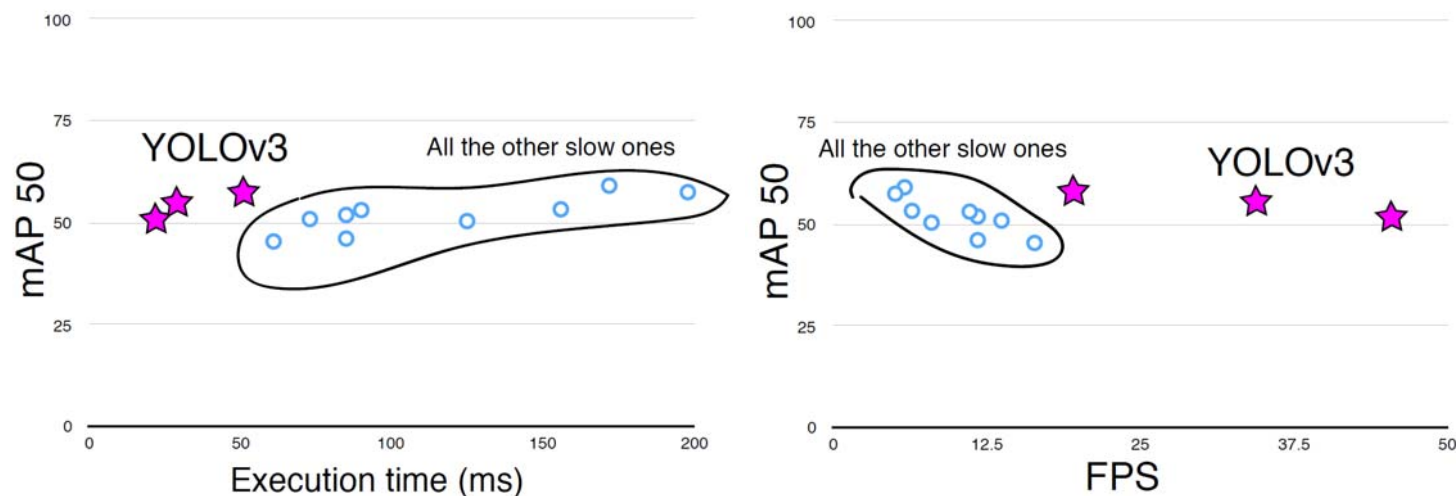 100
75
50
25
0
mAP 50
YOLOv3
All the other slow ones
0 50 100 150 200
Execution time (ms)
100
75
50
25
0
mAP 50
All the other slow ones
YOLOv3
0 12.5 25 37.5 50
FPS